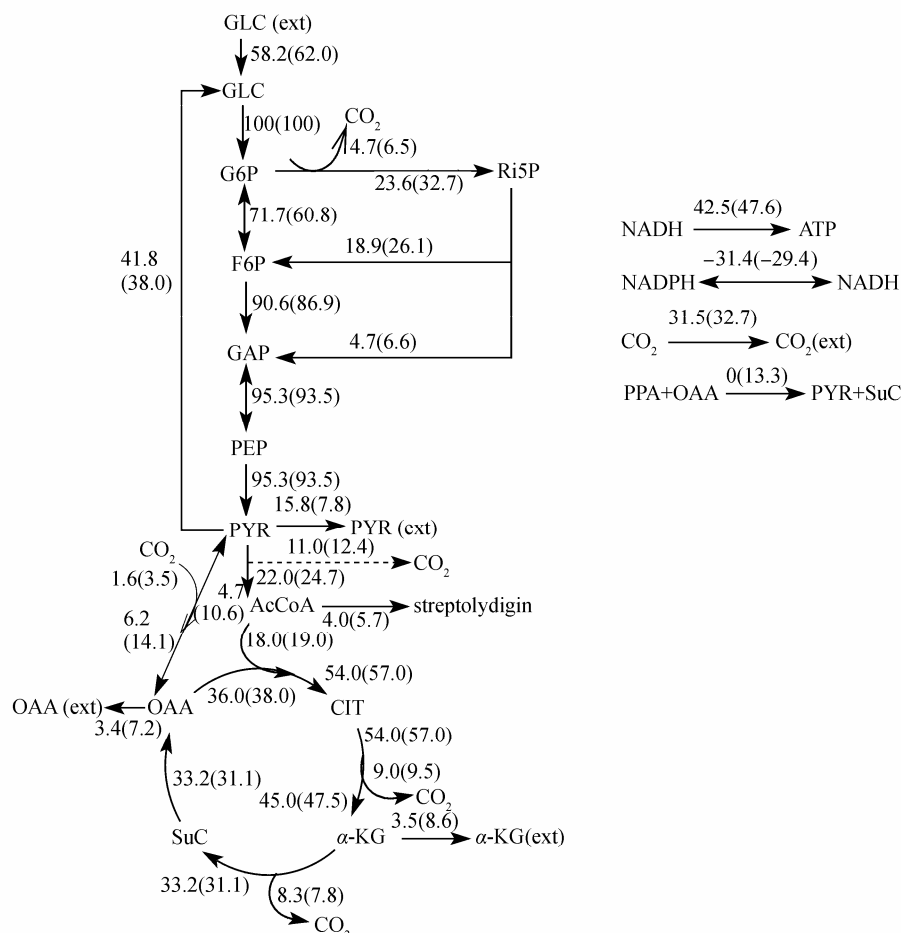 GLC (ext)
58.2(62.0)
GLC
100(100)
CO₂
4.7(6.5)
G6P
Ri5P
23.6(32.7)
71.7(60.8)
41.8
(38.0)
18.9(26.1)
F6P
90.6(86.9)
4.7(6.6)
GAP
95.3(93.5)
PEP
95.3(93.5)
15.8(7.8)
PYR
PYR (cxt)
11.0(12.4)
CO₂
CO₂
1.6(3.5)
22.0(24.7)
4.7
(10.6)
AcCoA
streptolydigin
4.0(5.7)
6.2
(14.1)
18.0(19.0)
54.0(57.0)
36.0(38.0)
OAA (ext)
OAA
CIT
3.4(7.2)
54.0(57.0)
9.0(9.5)
33.2(31.1)
45.0(47.5)
CO₂
3.5(8.6)
SuC
α-KG
α-KG(ext)
33.2(31.1)
8.3(7.8)
CO₂
42.5(47.6)
NADH
ATP
−31.4(−29.4)
NADPH
NADH
31.5(32.7)
CO₂
CO₂(ext)
0(13.3)
PPA+OAA
PYR+SuC